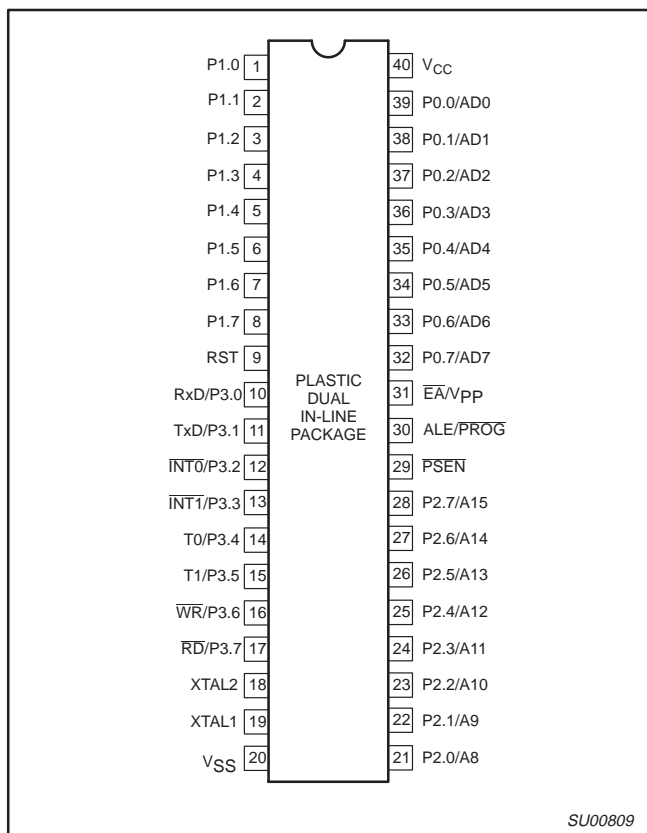 P1.0 1
P1.1 2
P1.2 3
P1.3 4
P1.4 5
P1.5 6
P1.6 7
P1.7 8
RST 9
RxD/P3.0 10
TxD/P3.1 11
I̅N̅T̅0̅/P3.2 12
I̅N̅T̅1̅/P3.3 13
T0/P3.4 14
T1/P3.5 15
W̅R̅/P3.6 16
R̅D̅/P3.7 17
XTAL2 18
XTAL1 19
VSS 20
PLASTIC
DUAL
IN-LINE
PACKAGE
40 VCC
39 P0.0/AD0
38 P0.1/AD1
37 P0.2/AD2
36 P0.3/AD3
35 P0.4/AD4
34 P0.5/AD5
33 P0.6/AD6
32 P0.7/AD7
31 E̅A̅/VPP
30 ALE/P̅R̅O̅G̅
29 P̅S̅E̅N̅
28 P2.7/A15
27 P2.6/A14
26 P2.5/A13
25 P2.4/A12
24 P2.3/A11
23 P2.2/A10
22 P2.1/A9
21 P2.0/A8
SU00809